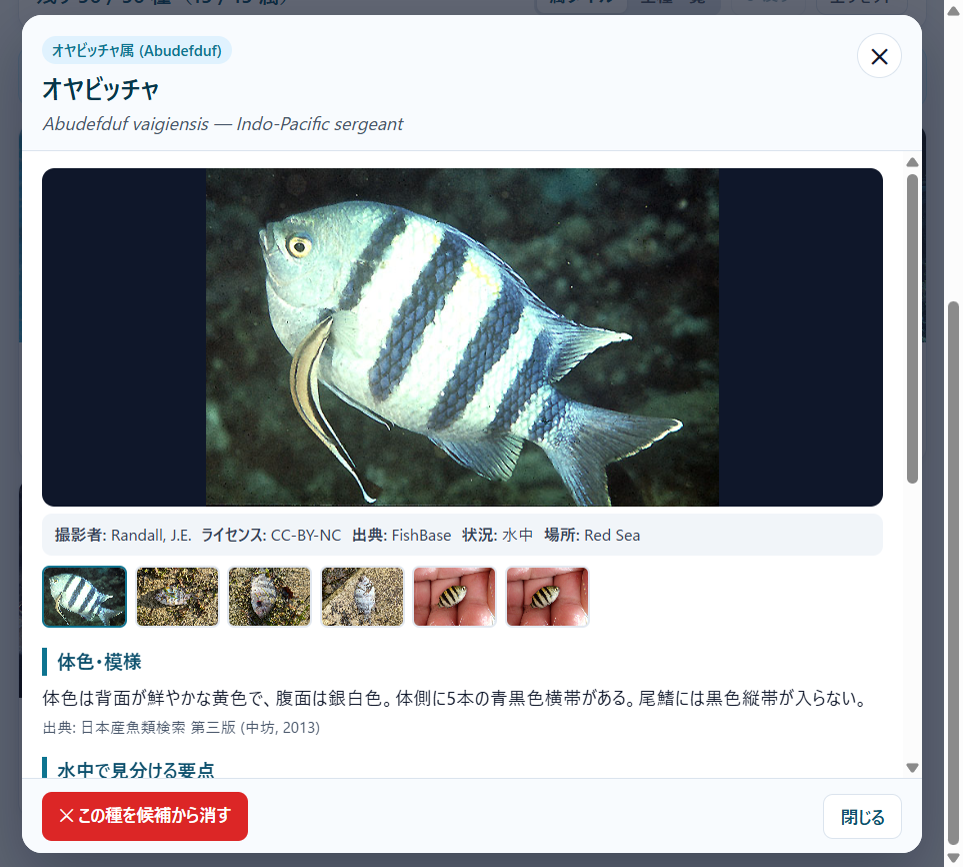 オヤビッチャ属 (Abudefduf)
オヤビッチャ
Abudefduf vaigiensis — Indo-Pacific sergeant
撮影者: Randall, J.E. ライセンス: CC-BY-NC 出典: FishBase 状況: 水中 場所: Red Sea
体色・模様
体色は背面が鮮やかな黄色で、腹面は銀白色。体側に5本の青黒色横帯がある。尾鰭には黒色縦帯が入らない。
出典: 日本産魚類検索 第三版 (中坊, 2013)
水中で見分ける要点
× この種を候補から消す
閉じる